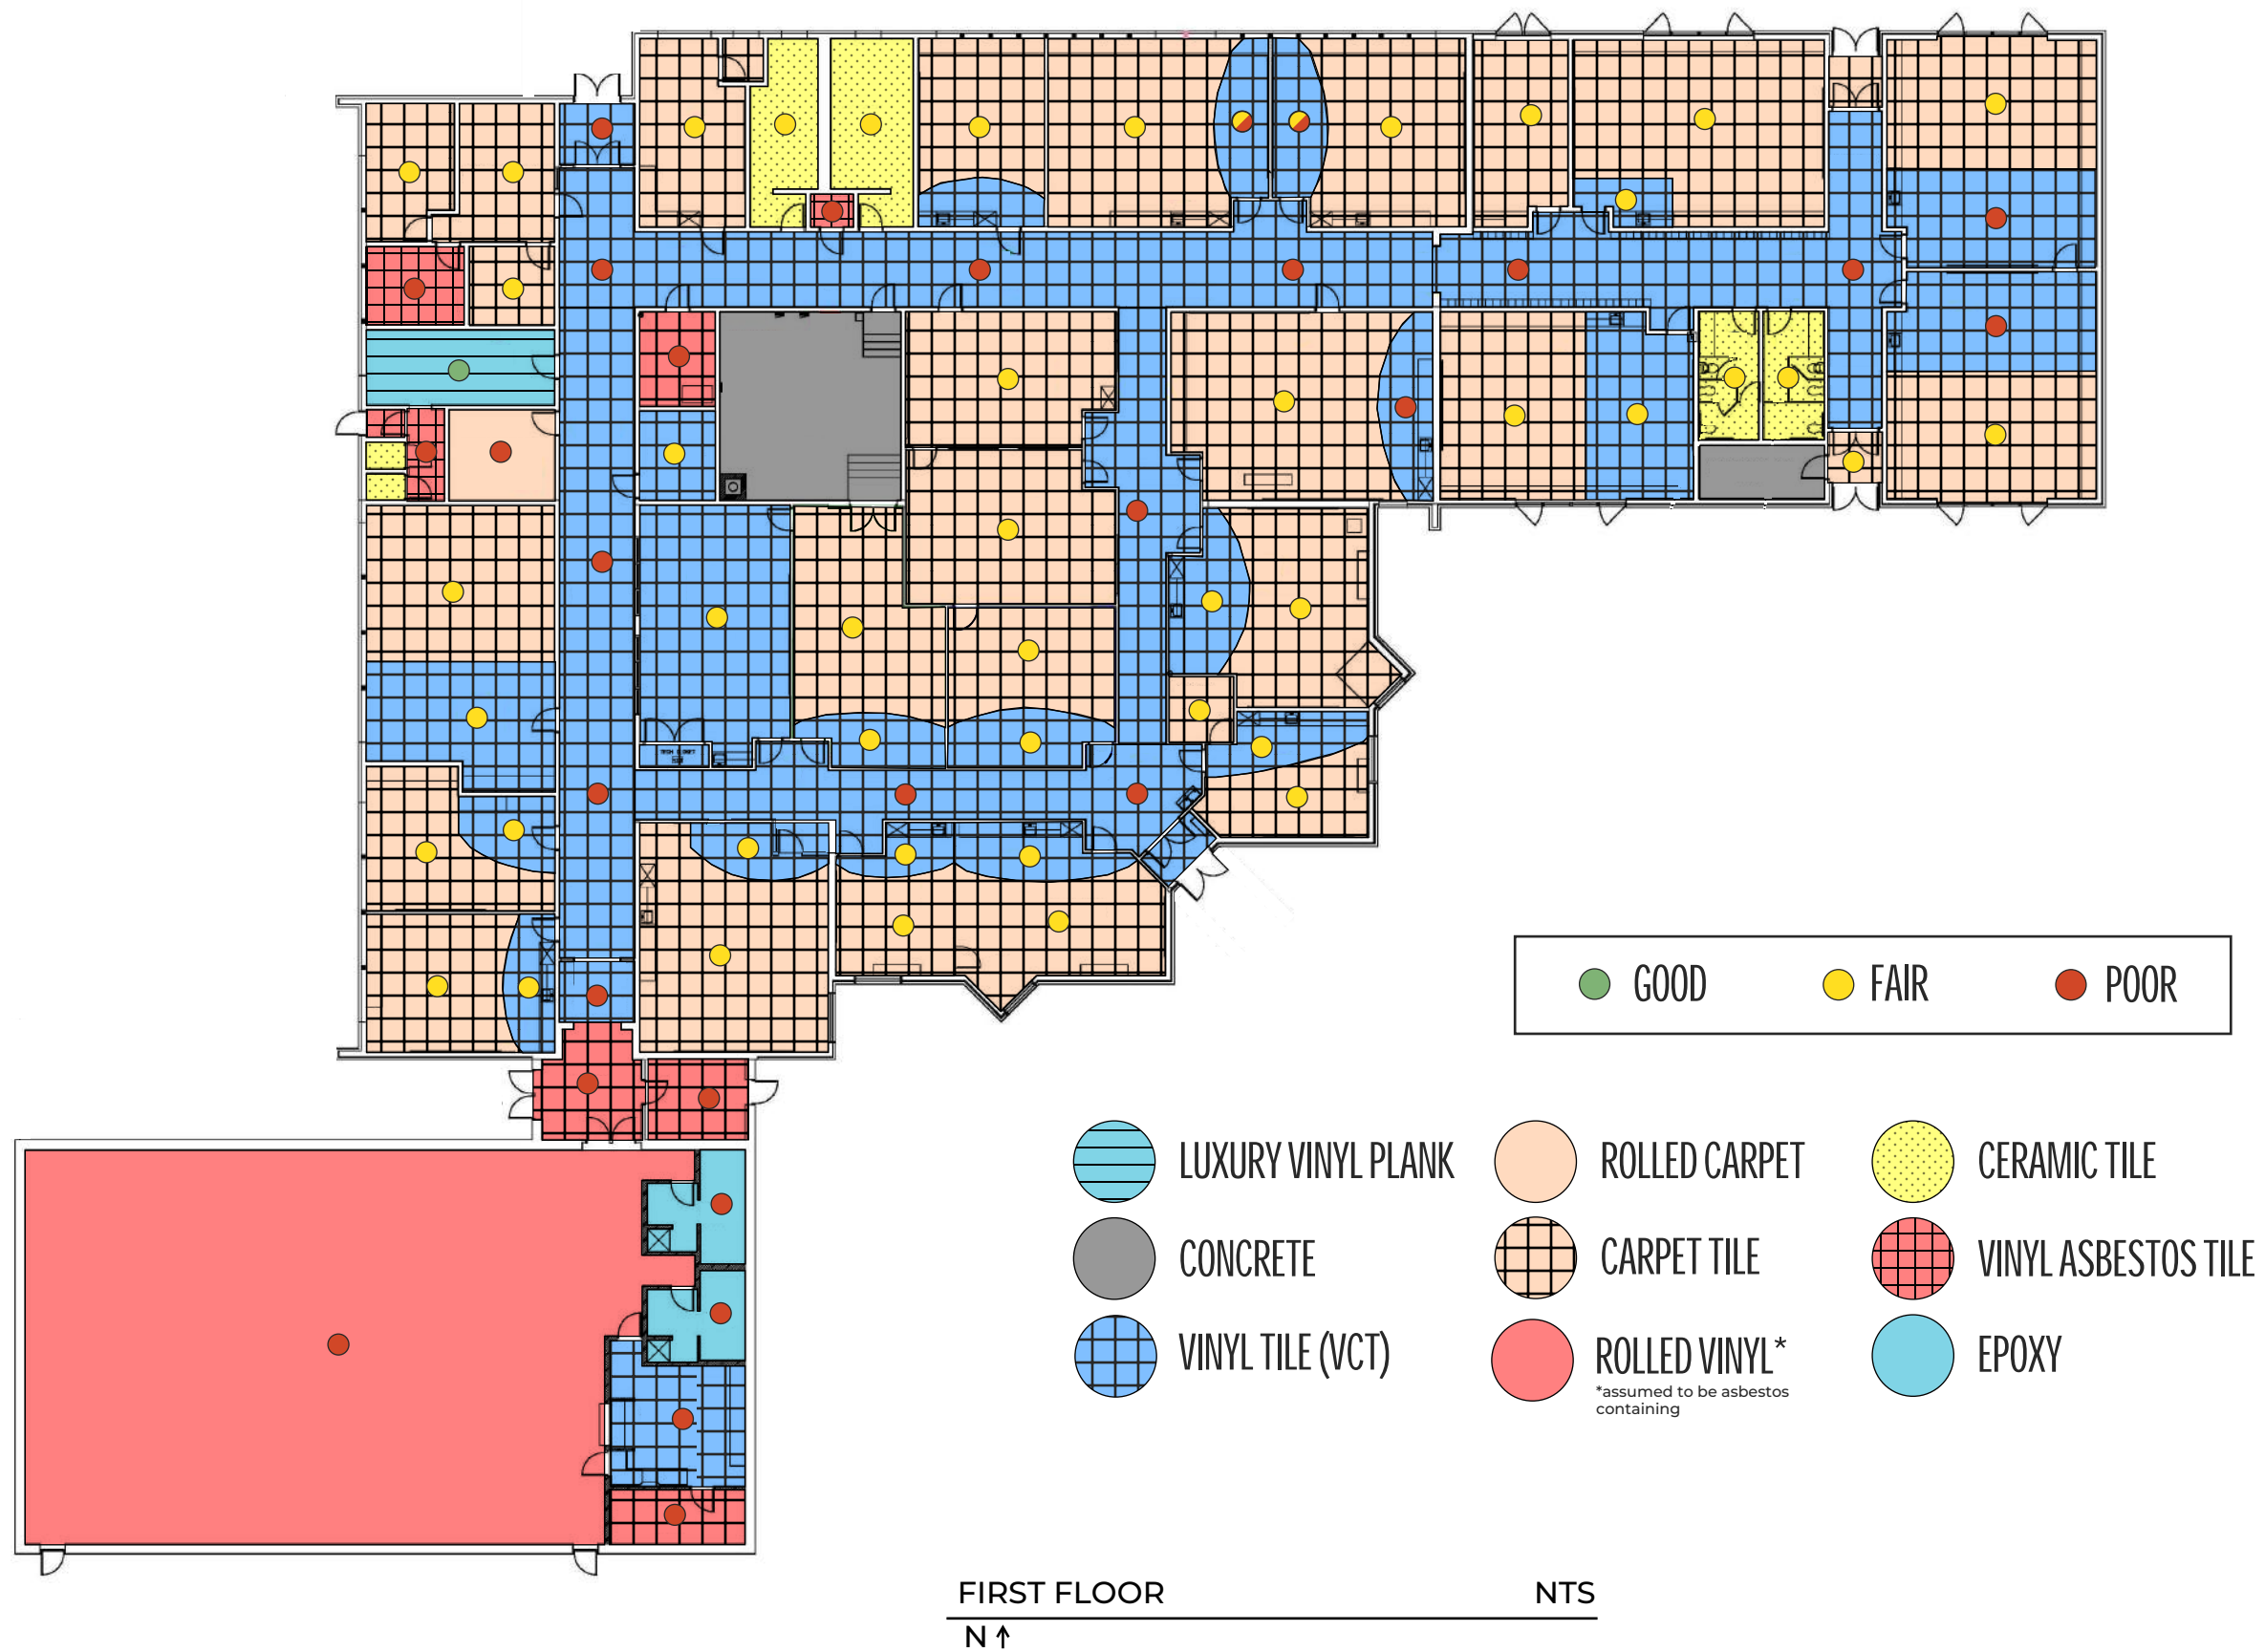 GOOD
FAIR
POOR
LUXURY VINYL PLANK
ROLLED CARPET
CERAMIC TILE
CONCRETE
CARPET TILE
VINYL ASBESTOS TILE
VINYL TILE (VCT)
ROLLED VINYL*
*assumed to be asbestos
containing
EPOXY
FIRST FLOOR
NTS
N ↑